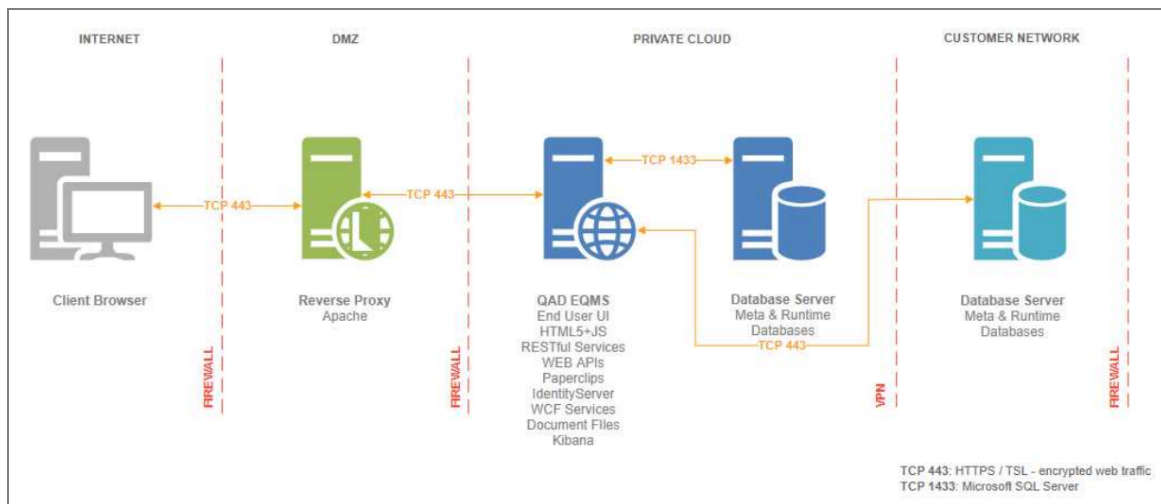 INTERNET
DMZ
PRIVATE CLOUD
CUSTOMER NETWORK
TCP 443
TCP 443
TCP 1433
TCP 443
Client Browser
Reverse Proxy
Apache
QAD EQMS
End User UI
HTML5+JS
RESTful Services
WEB APIs
Paperclips
IdentityServer
WCF Services
Document FIles
Kibana
Database Server
Meta & Runtime
Databases
Database Server
Meta & Runtime
Databases
FIREWALL
FIREWALL
VPN
FIREWALL
TCP 443: HTTPS / TSL - encrypted web traffic
TCP 1433: Microsoft SQL Server